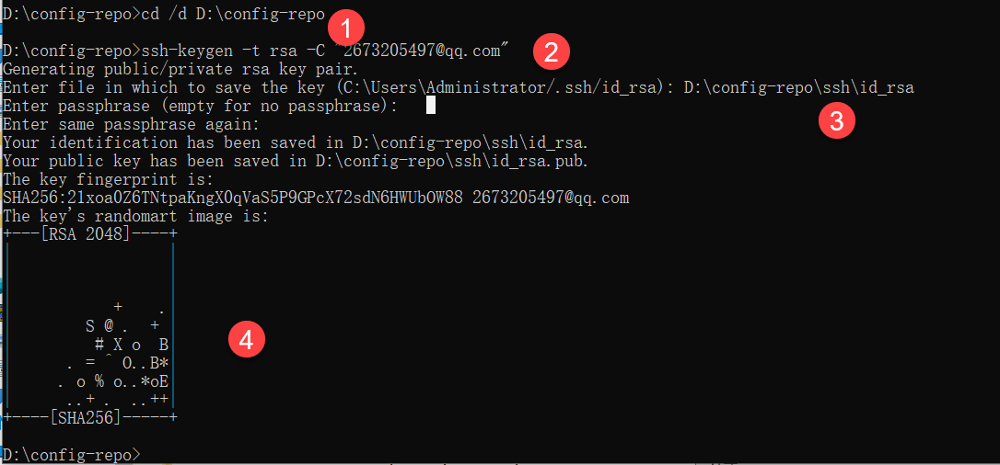 D:\config-repo>cd /d D:\config-repo
1
D:\config-repo>ssh-keygen -t rsa -C "2673205497@qq.com"
2
Generating public/private rsa key pair.
Enter file in which to save the key (C:\Users\Administrator/.ssh/id_rsa): D:\config-repo\ssh\id_rsa
Enter passphrase (empty for no passphrase):
3
Enter same passphrase again:
Your identification has been saved in D:\config-repo\ssh\id_rsa.
Your public key has been saved in D:\config-repo\ssh\id_rsa.pub.
The key fingerprint is:
SHA256:2lxoa0Z6TNtpaKngX0qVaS5P9GPcX72sdN6HWUbOW88 2673205497@qq.com
The key's randomart image is:
+---[RSA 2048]----+
|                 |
|                 |
|                 |
|           +    .|
|        S @ .  + |
|         # X o  B|
|      . = ^ O..B*|
|     . o % o..*oE|
|      ..+ .  ..++|
+----[SHA256]-----+
4
D:\config-repo>